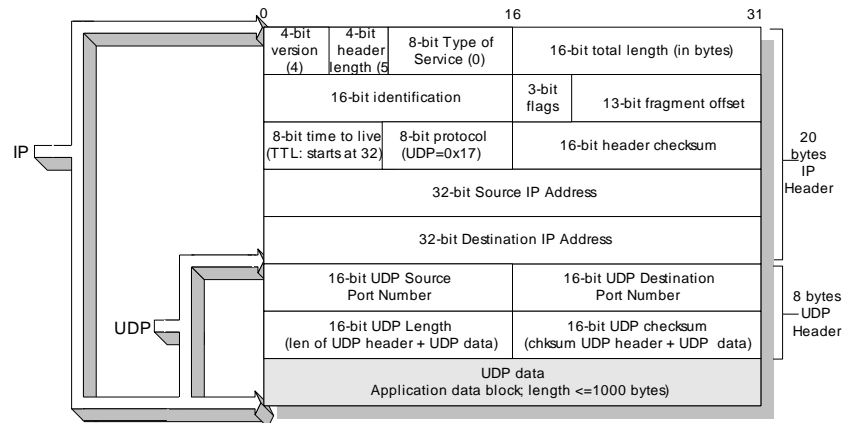 0 16 31
4-bit
version
(4)
4-bit
header
length (5
8-bit Type of
Service (0)
16-bit total length (in bytes)
16-bit identification
3-bit
flags
13-bit fragment offset
8-bit time to live
(TTL: starts at 32)
8-bit protocol
(UDP=0x17)
16-bit header checksum
32-bit Source IP Address
32-bit Destination IP Address
20
bytes
IP
Header
IP
16-bit UDP Source
Port Number
16-bit UDP Destination
Port Number
16-bit UDP Length
(len of UDP header + UDP data)
16-bit UDP checksum
(chksum UDP header + UDP data)
8 bytes
UDP
Header
UDP
UDP data
Application data block; length <=1000 bytes)